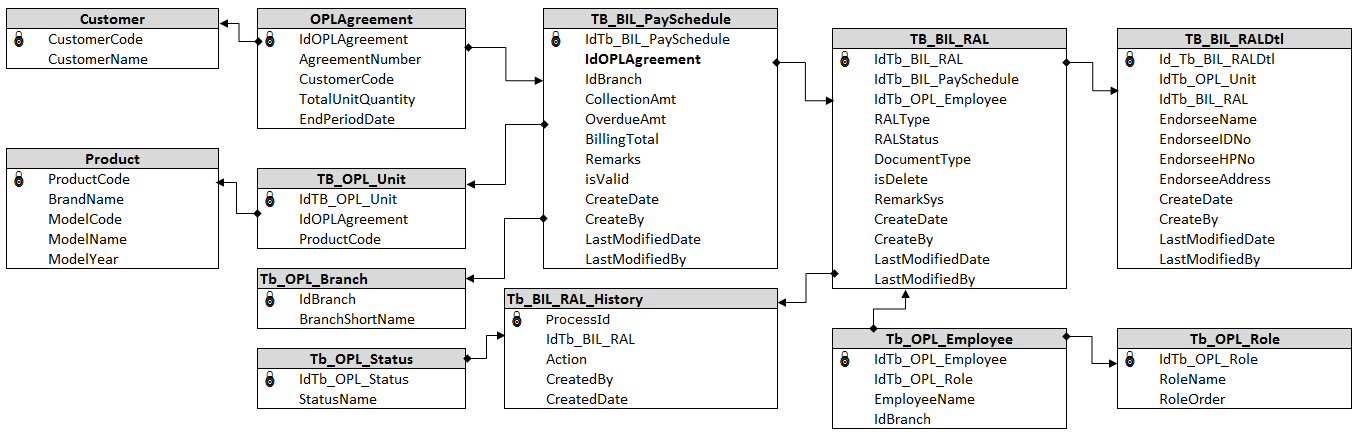 Customer
CustomerCode
CustomerName
OPLAgreement
IdOPLAgreement
AgreementNumber
CustomerCode
TotalUnitQuantity
EndPeriodDate
TB_BIL_PaySchedule
IdTb_BIL_PaySchedule
IdOPLAgreement
IdBranch
CollectionAmt
OverdueAmt
BillingTotal
Remarks
isValid
CreateDate
CreateBy
LastModifiedDate
LastModifiedBy
TB_BIL_RAL
IdTb_BIL_RAL
IdTb_BIL_PaySchedule
IdTb_OPL_Employee
RALType
RALStatus
DocumentType
isDelete
RemarkSys
CreateDate
CreateBy
LastModifiedDate
LastModifiedBy
TB_BIL_RALDtl
Id_Tb_BIL_RALDtl
IdTb_OPL_Unit
IdTb_BIL_RAL
EndorseeName
EndorseeIDNo
EndorseeHPNo
EndorseeAddress
CreateDate
CreateBy
LastModifiedDate
LastModifiedBy
Product
ProductCode
BrandName
ModelCode
ModelName
ModelYear
TB_OPL_Unit
IdTB_OPL_Unit
IdOPLAgreement
ProductCode
Tb_OPL_Branch
IdBranch
BranchShortName
Tb_OPL_Status
IdTb_OPL_Status
StatusName
Tb_BIL_RAL_History
ProcessId
IdTb_BIL_RAL
Action
CreatedBy
CreatedDate
Tb_OPL_Employee
IdTb_OPL_Employee
IdTb_OPL_Role
EmployeeName
IdBranch
Tb_OPL_Role
IdTb_OPL_Role
RoleName
RoleOrder